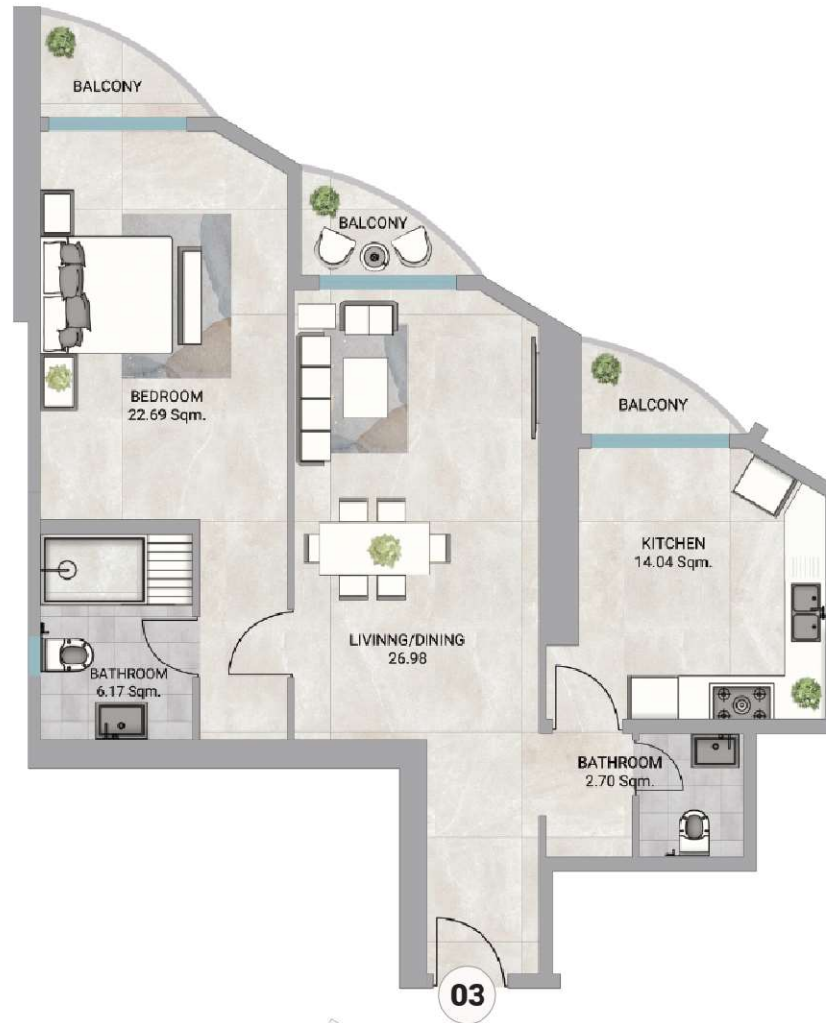 BALCONY
BALCONY
BEDROOM
22.69 Sqm.
BALCONY
KITCHEN
14.04 Sqm.
LIVINNG/DINING
26.98
BATHROOM
6.17 Sqm.
BATHROOM
2.70 Sqm.
03